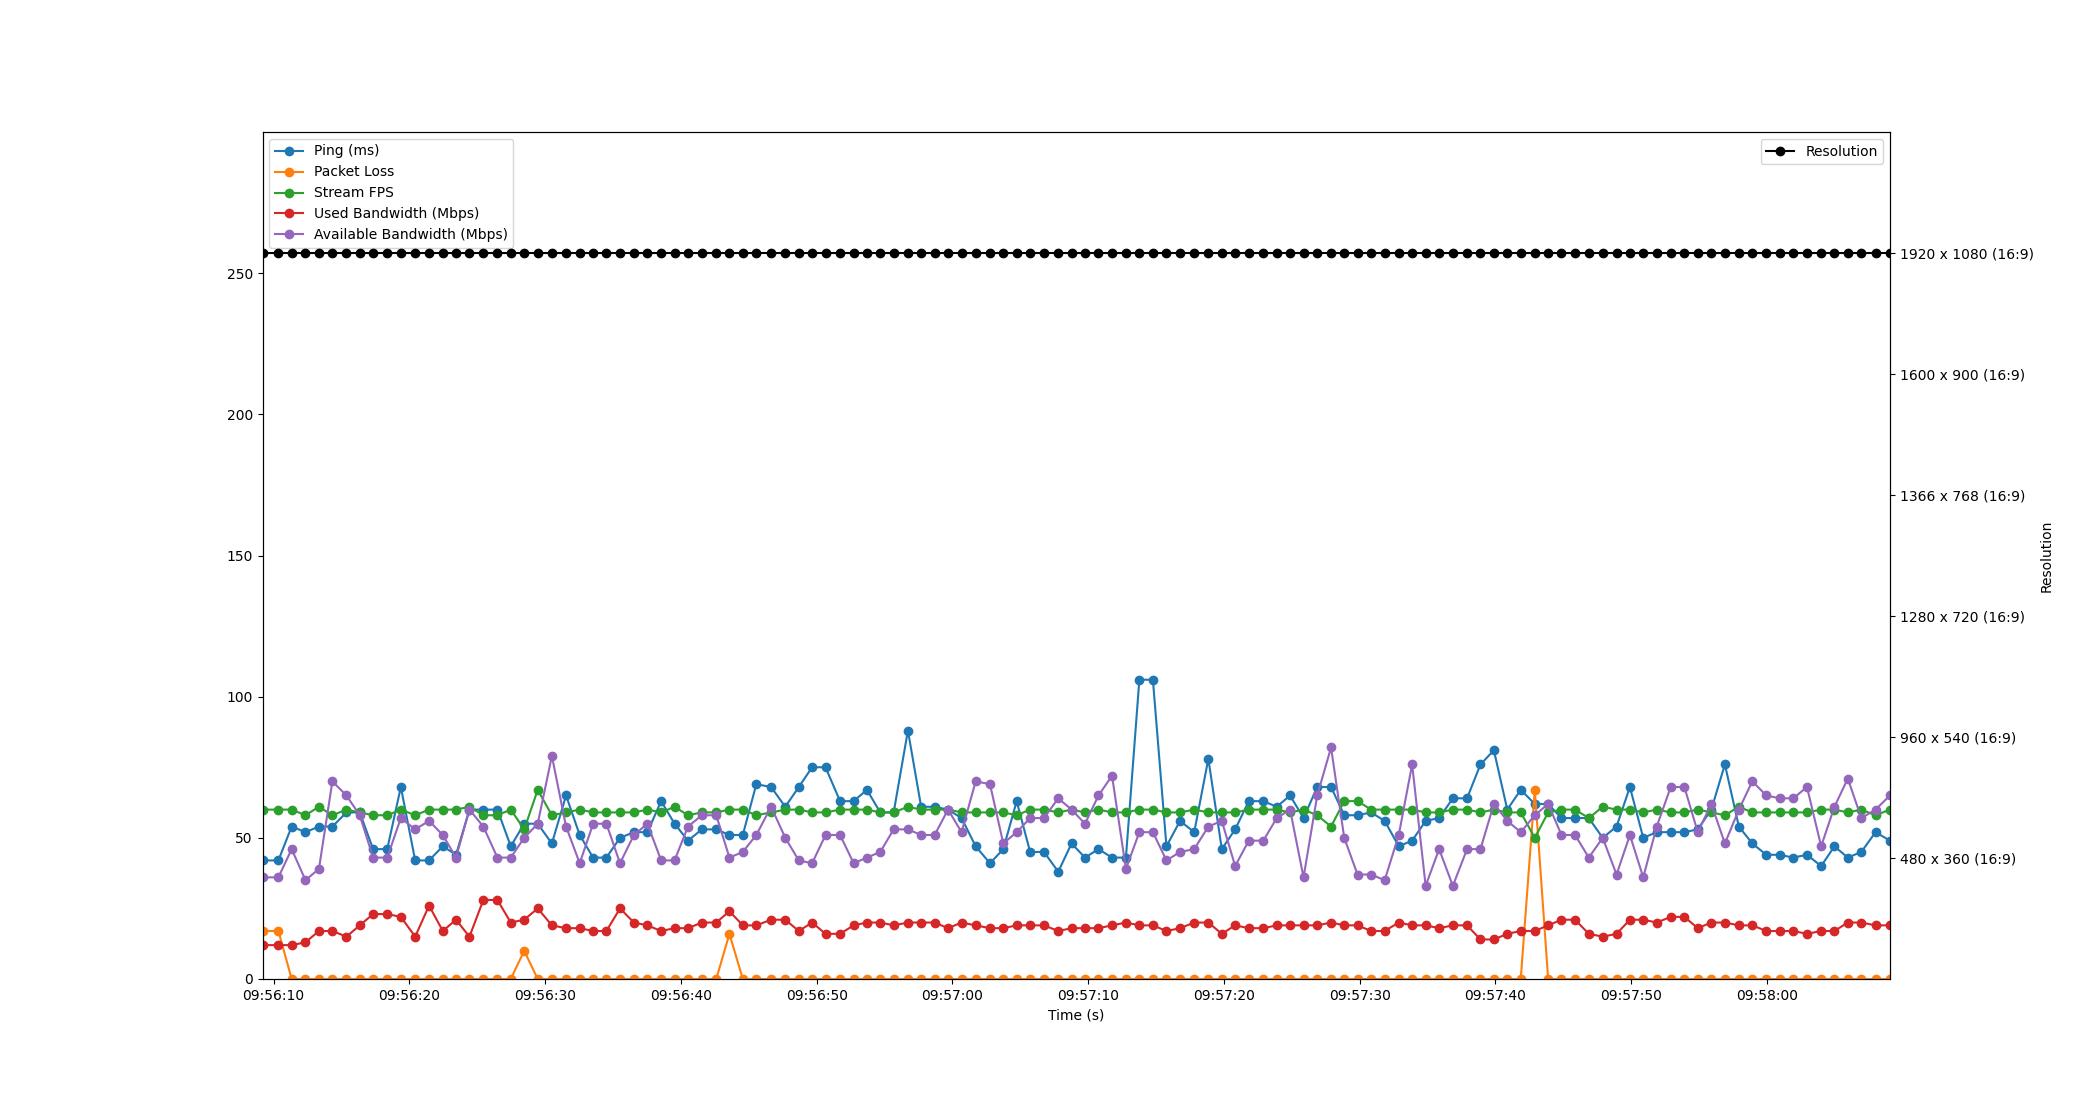 Ping (ms)
Packet Loss
Stream FPS
Used Bandwidth (Mbps)
Available Bandwidth (Mbps)
Resolution
250
200
150
100
50
0
1920 x 1080 (16:9)
1600 x 900 (16:9)
1366 x 768 (16:9)
1280 x 720 (16:9)
960 x 540 (16:9)
480 x 360 (16:9)
Resolution
09:56:10 09:56:20 09:56:30 09:56:40 09:56:50 09:57:00 09:57:10 09:57:20 09:57:30 09:57:40 09:57:50 09:58:00
Time (s)